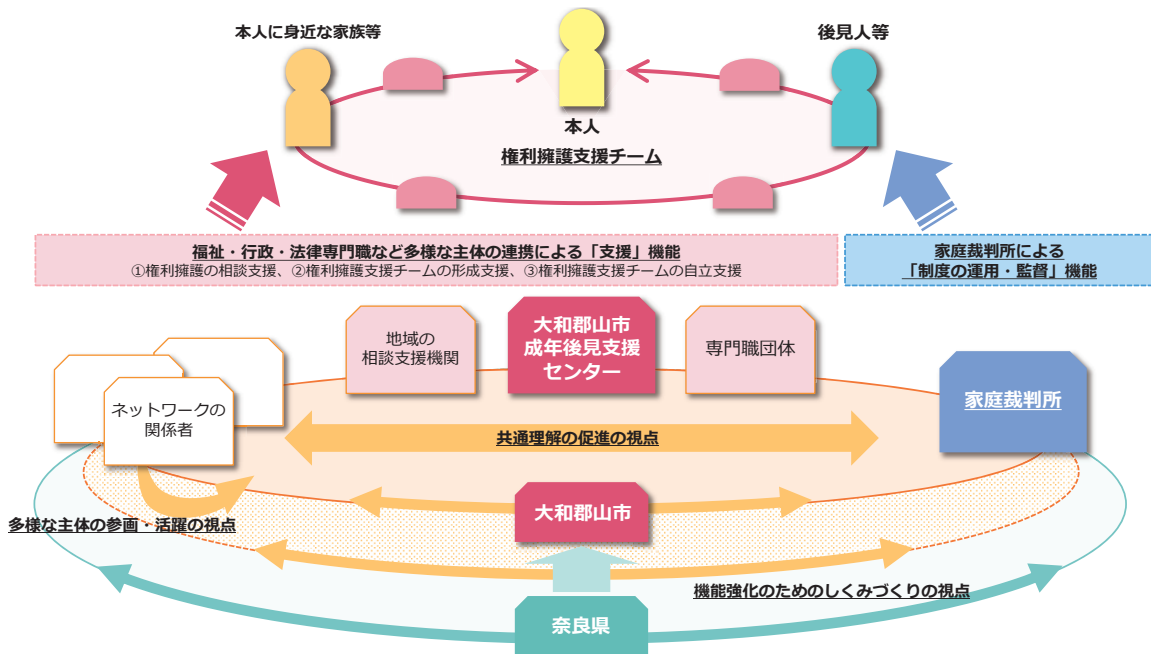 本人に身近な家族等
後見人等
本人
権利擁護支援チーム
福祉・行政・法律専門職など多様な主体の連携による「支援」機能
①権利擁護の相談支援、②権利擁護支援チームの形成支援、③権利擁護支援チームの自立支援
家庭裁判所による
「制度の運用・監督」機能
地域の
相談支援機関
大和郡山市
成年後見支援
センター
専門職団体
ネットワークの
関係者
家庭裁判所
共通理解の促進の視点
大和郡山市
多様な主体の参画・活躍の視点
機能強化のためのしくみづくりの視点
奈良県